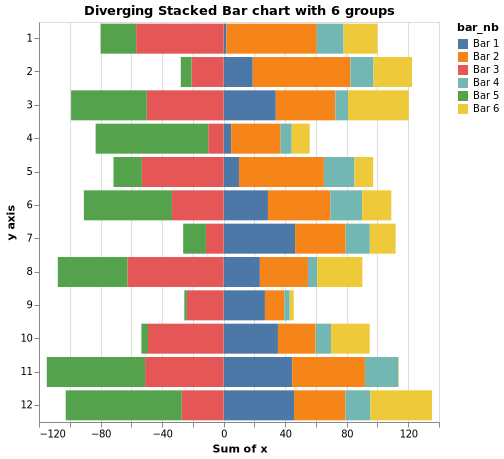 Diverging Stacked Bar chart with 6 groups
bar_nb
Bar 1
Bar 2
Bar 3
Bar 4
Bar 5
Bar 6
y axis
1
2
3
4
5
6
7
8
9
10
11
12
−120 −80 −40 0 40 80 120
Sum of x